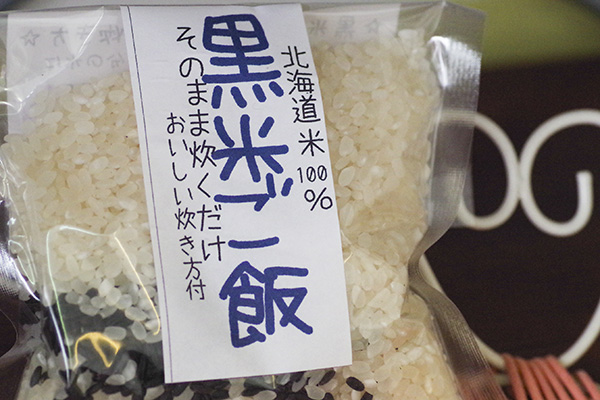 北海道米100%
黒米ご飯
そのまま炊くだけ
おいしい炊き方付